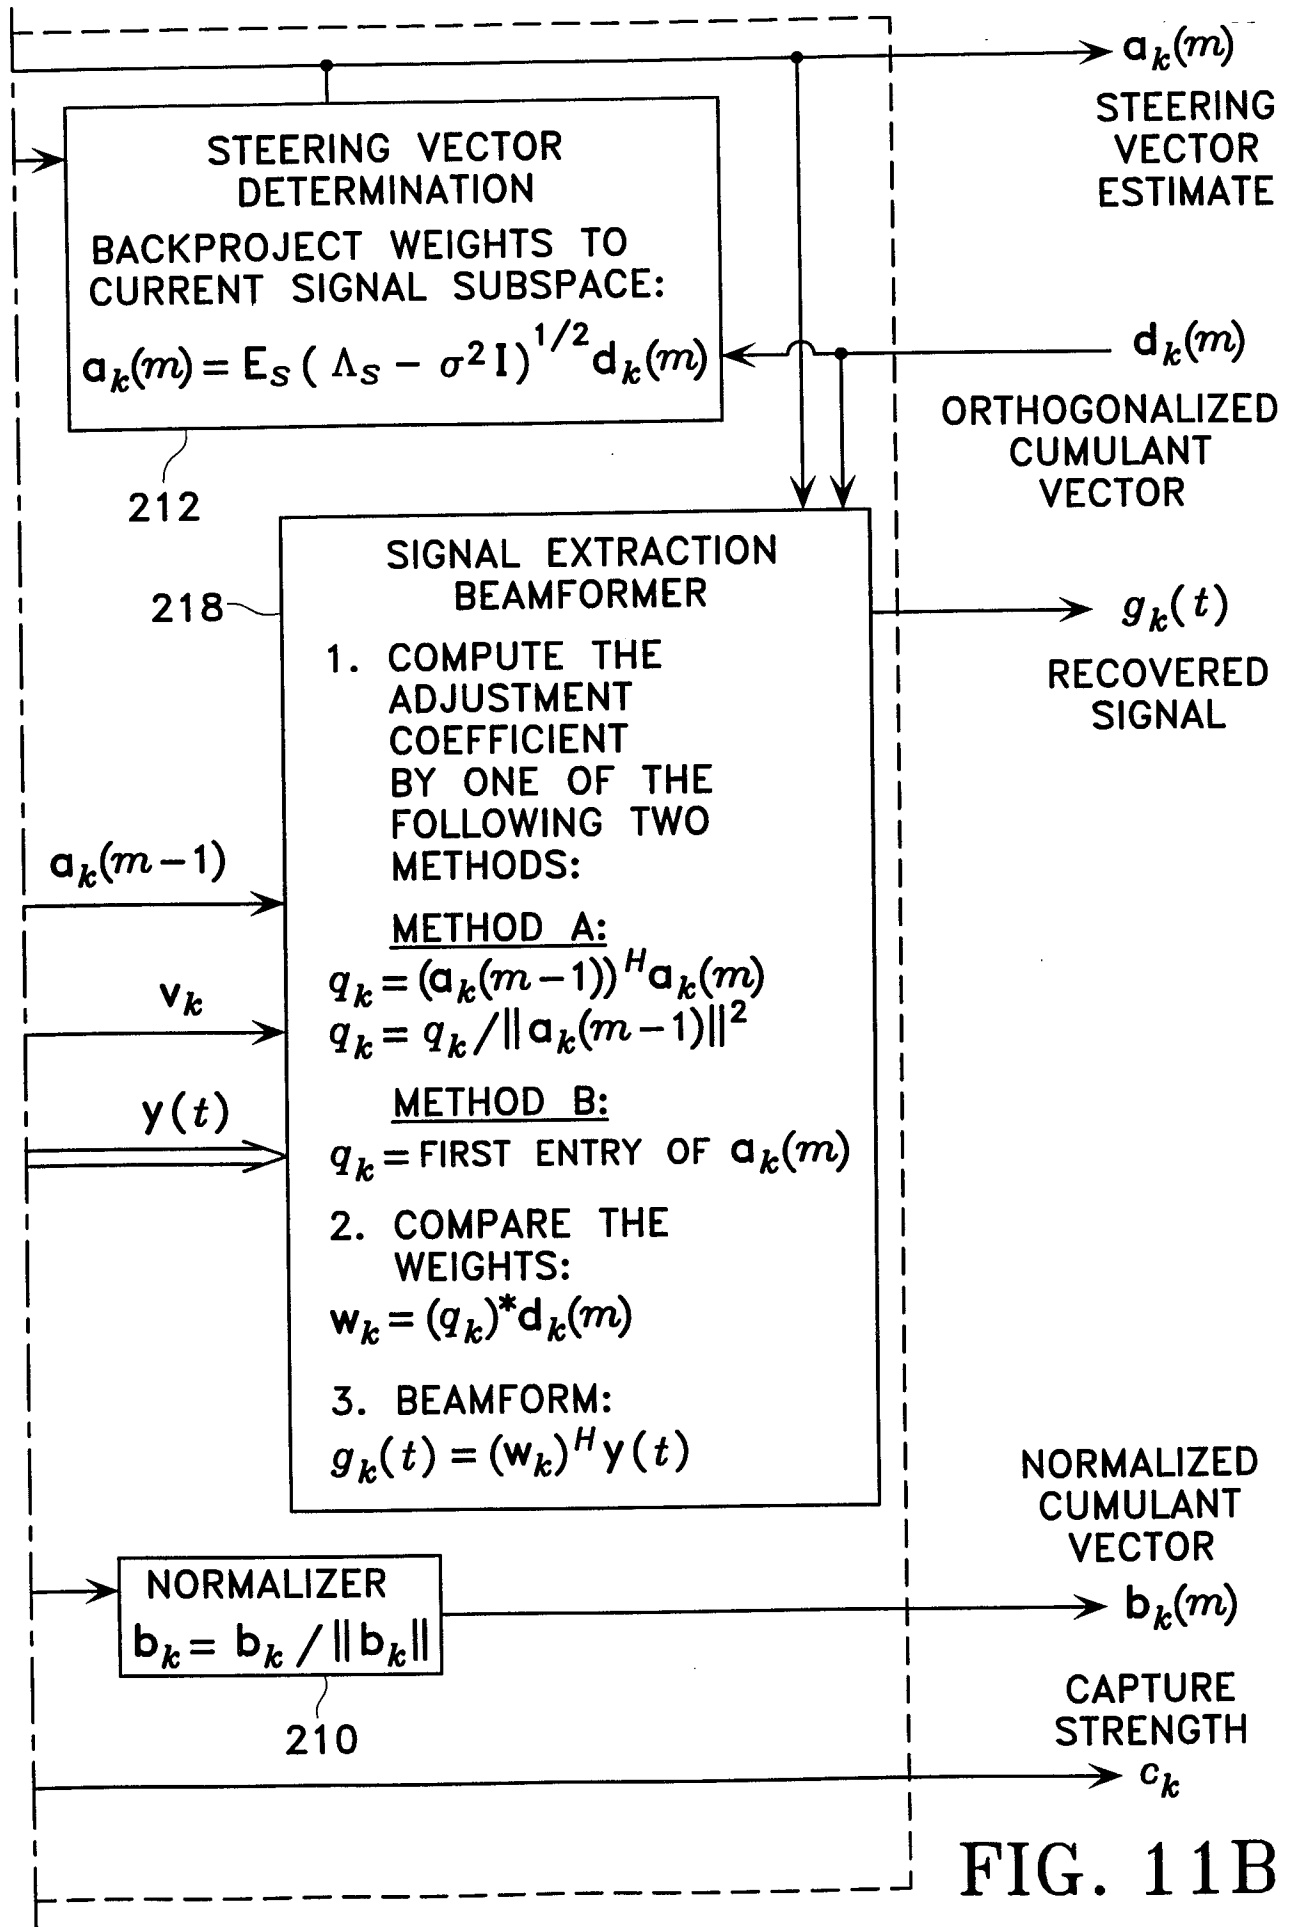 a_k(m)
STEERING
VECTOR
ESTIMATE
STEERING VECTOR
DETERMINATION
BACKPROJECT WEIGHTS TO
CURRENT SIGNAL SUBSPACE:
a_k(m) = E_S ( Λ_S − σ² I )^1/2 d_k(m)
212
d_k(m)
ORTHOGONALIZED
CUMULANT
VECTOR
SIGNAL EXTRACTION
BEAMFORMER
218
1. COMPUTE THE
ADJUSTMENT
COEFFICIENT
BY ONE OF THE
FOLLOWING TWO
METHODS:
METHOD A:
q_k = (a_k(m−1))^H a_k(m)
q_k = q_k / ||a_k(m−1)||²
METHOD B:
q_k = FIRST ENTRY OF a_k(m)
2. COMPARE THE
WEIGHTS:
w_k = (q_k)* d_k(m)
3. BEAMFORM:
g_k(t) = (w_k)^H y(t)
g_k(t)
RECOVERED
SIGNAL
a_k(m−1)
v_k
y(t)
NORMALIZER
b_k = b_k / ||b_k||
210
NORMALIZED
CUMULANT
VECTOR
b_k(m)
CAPTURE
STRENGTH
c_k
FIG. 11B